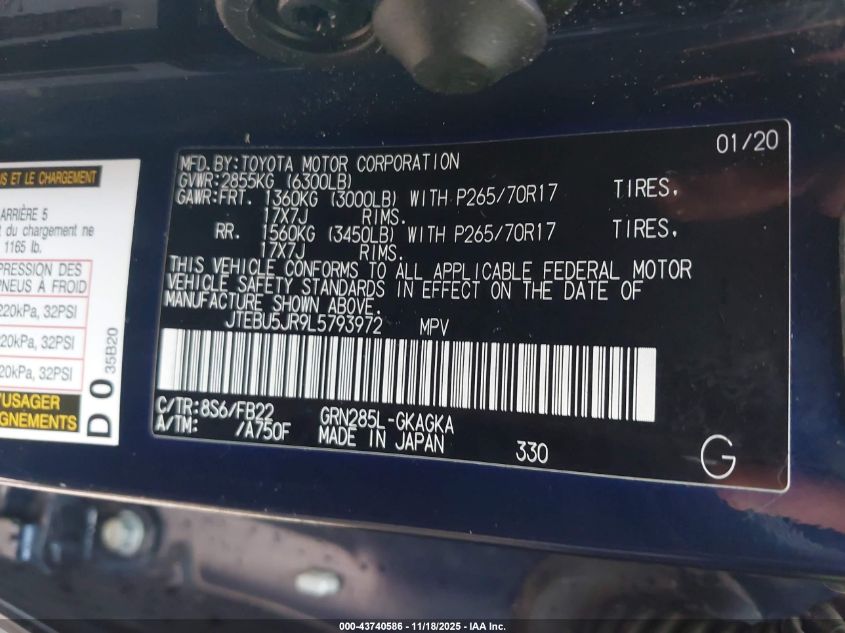 IS ET LE CHARGEMENT
ARRIÈRE 5
t du chargement ne
1165 lb.
PRESSION DES
PNEUS À FROID
220kPa, 32PSI
20kPa, 32PSI
20kPa, 32PSI
'USAGER
GNEMENTS
D 0 35B20
01/20
MFD.BY:TOYOTA MOTOR CORPORATION
GVWR:2855KG (6300LB)
GAWR:FRT. 1360KG (3000LB) WITH P265/70R17 TIRES,
17X7J RIMS.
RR. 1560KG (3450LB) WITH P265/70R17 TIRES,
17X7J RIMS.
THIS VEHICLE CONFORMS TO ALL APPLICABLE FEDERAL MOTOR
VEHICLE SAFETY STANDARDS IN EFFECT ON THE DATE OF
MANUFACTURE SHOWN ABOVE.
JTEBU5JR9L5793972 MPV
C/TR:8S6/FB22 GRN285L-GKAGKA
A/TM: /A750F MADE IN JAPAN 330
G
000-43740586 - 11/18/2025 - IAA Inc.